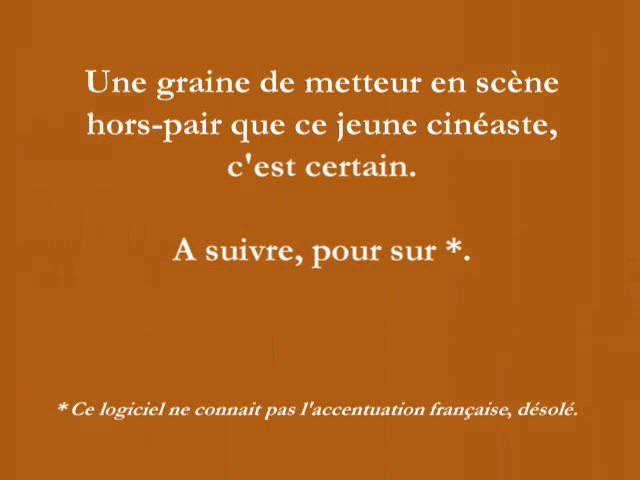 Une graine de metteur en scène
hors-pair que ce jeune cinéaste,
c'est certain.
A suivre, pour sur *.
* Ce logiciel ne connait pas l'accentuation française, désolé.